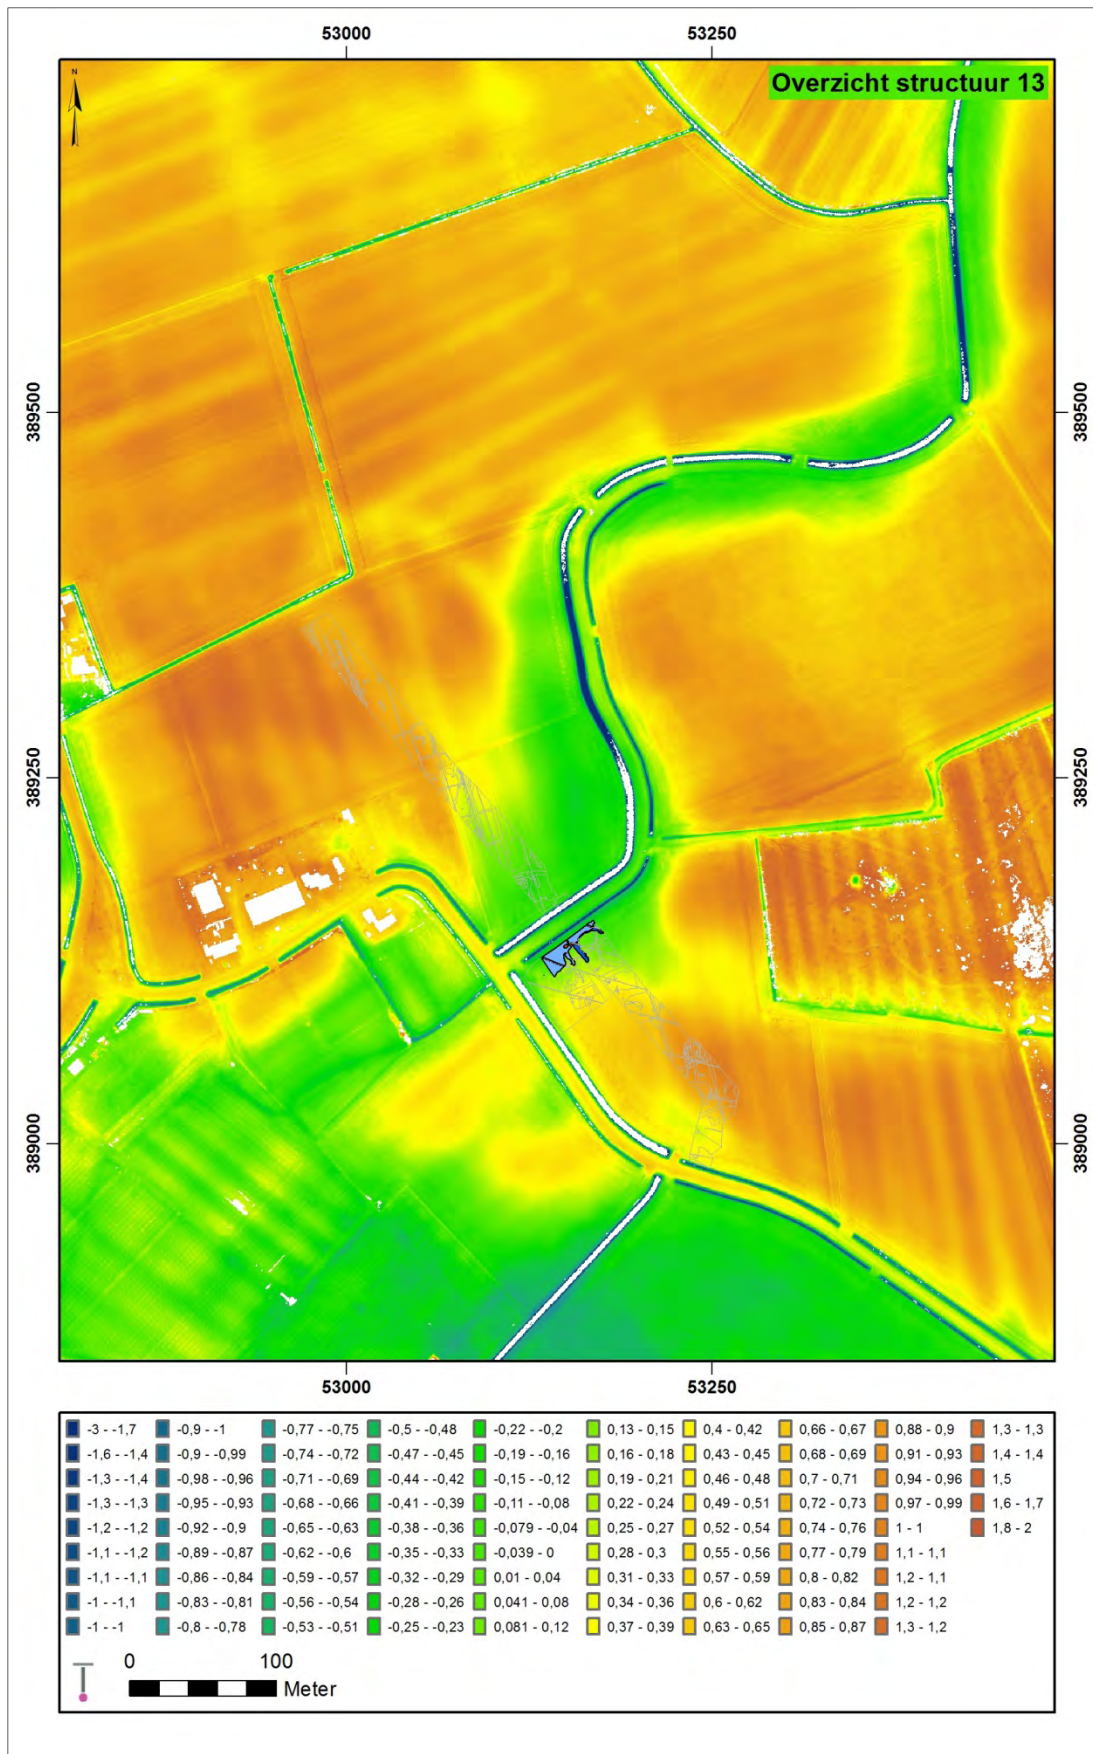 53000 53250
N
Overzicht structuur 13
389500 389500
389250 389250
389000 389000
53000 53250
-3 - -1,7 -0,9 - -1 -0,77 - -0,75 -0,5 - -0,48 -0,22 - -0,2 0,13 - 0,15 0,4 - 0,42 0,66 - 0,67 0,88 - 0,9 1,3 - 1,3
-1,6 - -1,4 -0,9 - -0,99 -0,74 - -0,72 -0,47 - -0,45 -0,19 - -0,16 0,16 - 0,18 0,43 - 0,45 0,68 - 0,69 0,91 - 0,93 1,4 - 1,4
-1,3 - -1,4 -0,98 - -0,96 -0,71 - -0,69 -0,44 - -0,42 -0,15 - -0,12 0,19 - 0,21 0,46 - 0,48 0,7 - 0,71 0,94 - 0,96 1,5
-1,3 - -1,3 -0,95 - -0,93 -0,68 - -0,66 -0,41 - -0,39 -0,11 - -0,08 0,22 - 0,24 0,49 - 0,51 0,72 - 0,73 0,97 - 0,99 1,6 - 1,7
-1,2 - -1,2 -0,92 - -0,9 -0,65 - -0,63 -0,38 - -0,36 -0,079 - -0,04 0,25 - 0,27 0,52 - 0,54 0,74 - 0,76 1 - 1 1,8 - 2
-1,1 - -1,2 -0,89 - -0,87 -0,62 - -0,6 -0,35 - -0,33 -0,039 - 0 0,28 - 0,3 0,55 - 0,56 0,77 - 0,79 1,1 - 1,1
-1,1 - -1,1 -0,86 - -0,84 -0,59 - -0,57 -0,32 - -0,29 0,01 - 0,04 0,31 - 0,33 0,57 - 0,59 0,8 - 0,82 1,2 - 1,1
-1 - -1,1 -0,83 - -0,81 -0,56 - -0,54 -0,28 - -0,26 0,041 - 0,08 0,34 - 0,36 0,6 - 0,62 0,83 - 0,84 1,2 - 1,2
-1 - -1 -0,8 - -0,78 -0,53 - -0,51 -0,25 - -0,23 0,081 - 0,12 0,37 - 0,39 0,63 - 0,65 0,85 - 0,87 1,3 - 1,2
0 100
Meter